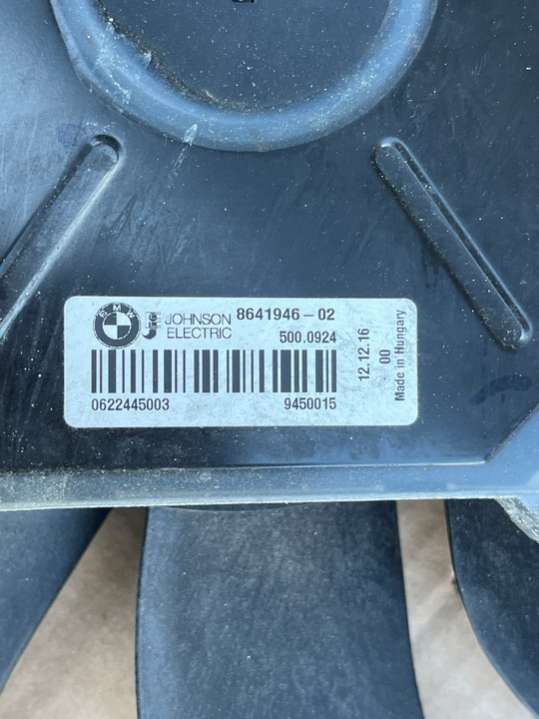 BMW
JOHNSON
ELECTRIC
8641946-02
500.0924
0622445003
9450015
12.12.16
00
Made in Hungary